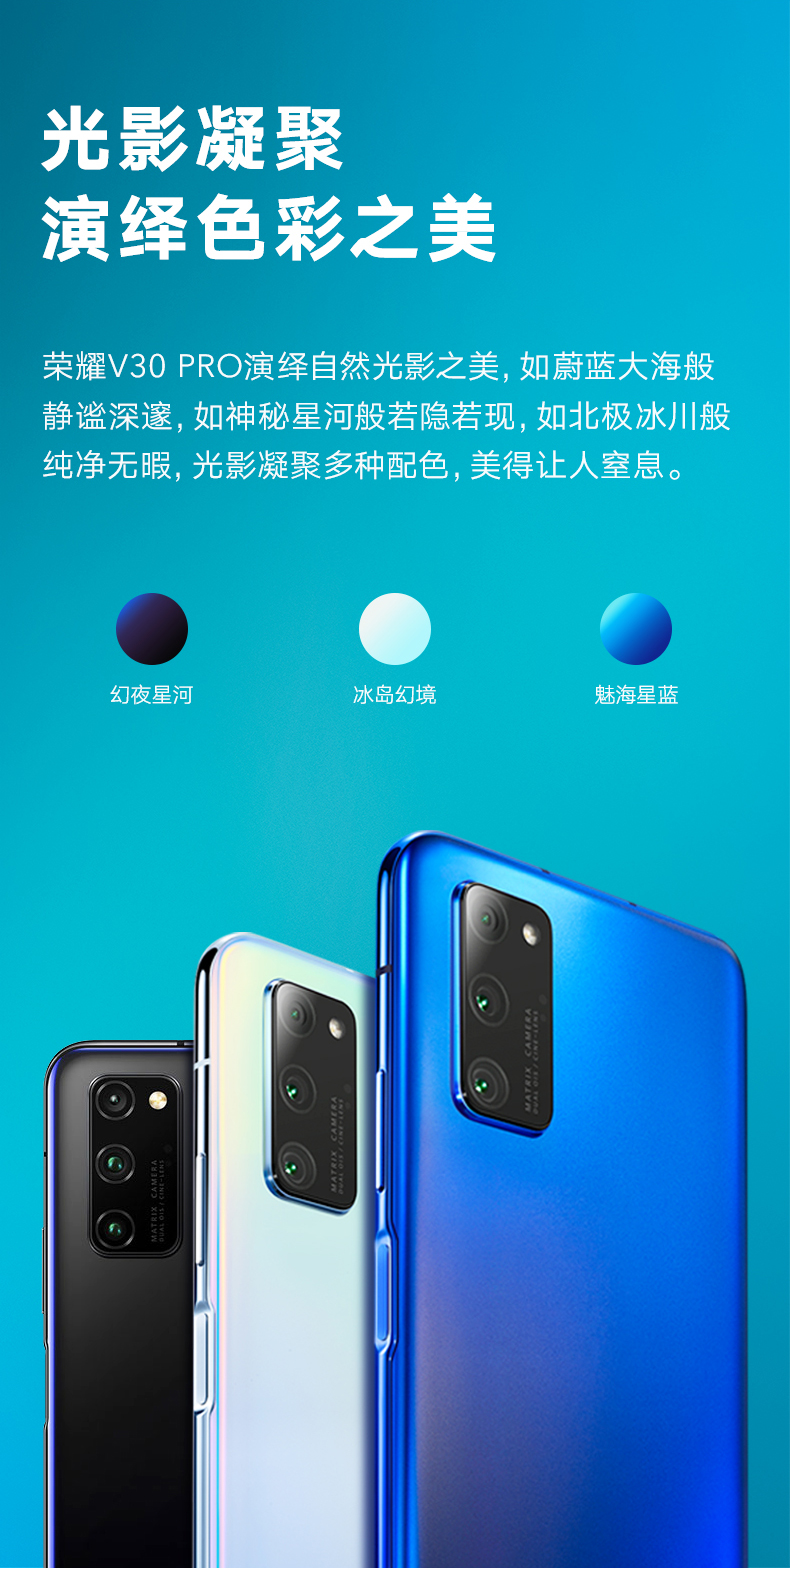 光影凝聚
演绎色彩之美
荣耀V30 PRO演绎自然光影之美, 如蔚蓝大海般
静谧深邃, 如神秘星河般若隐若现, 如北极冰川般
纯净无暇, 光影凝聚多种配色, 美得让人窒息。
幻夜星河
冰岛幻境
魅海星蓝
MATRIX CAMERA
DUAL OIS / CINE-LENS
MATRIX CAMERA
DUAL OIS / CINE-LENS
MATRIX CAMERA
DUAL OIS / CINE-LENS